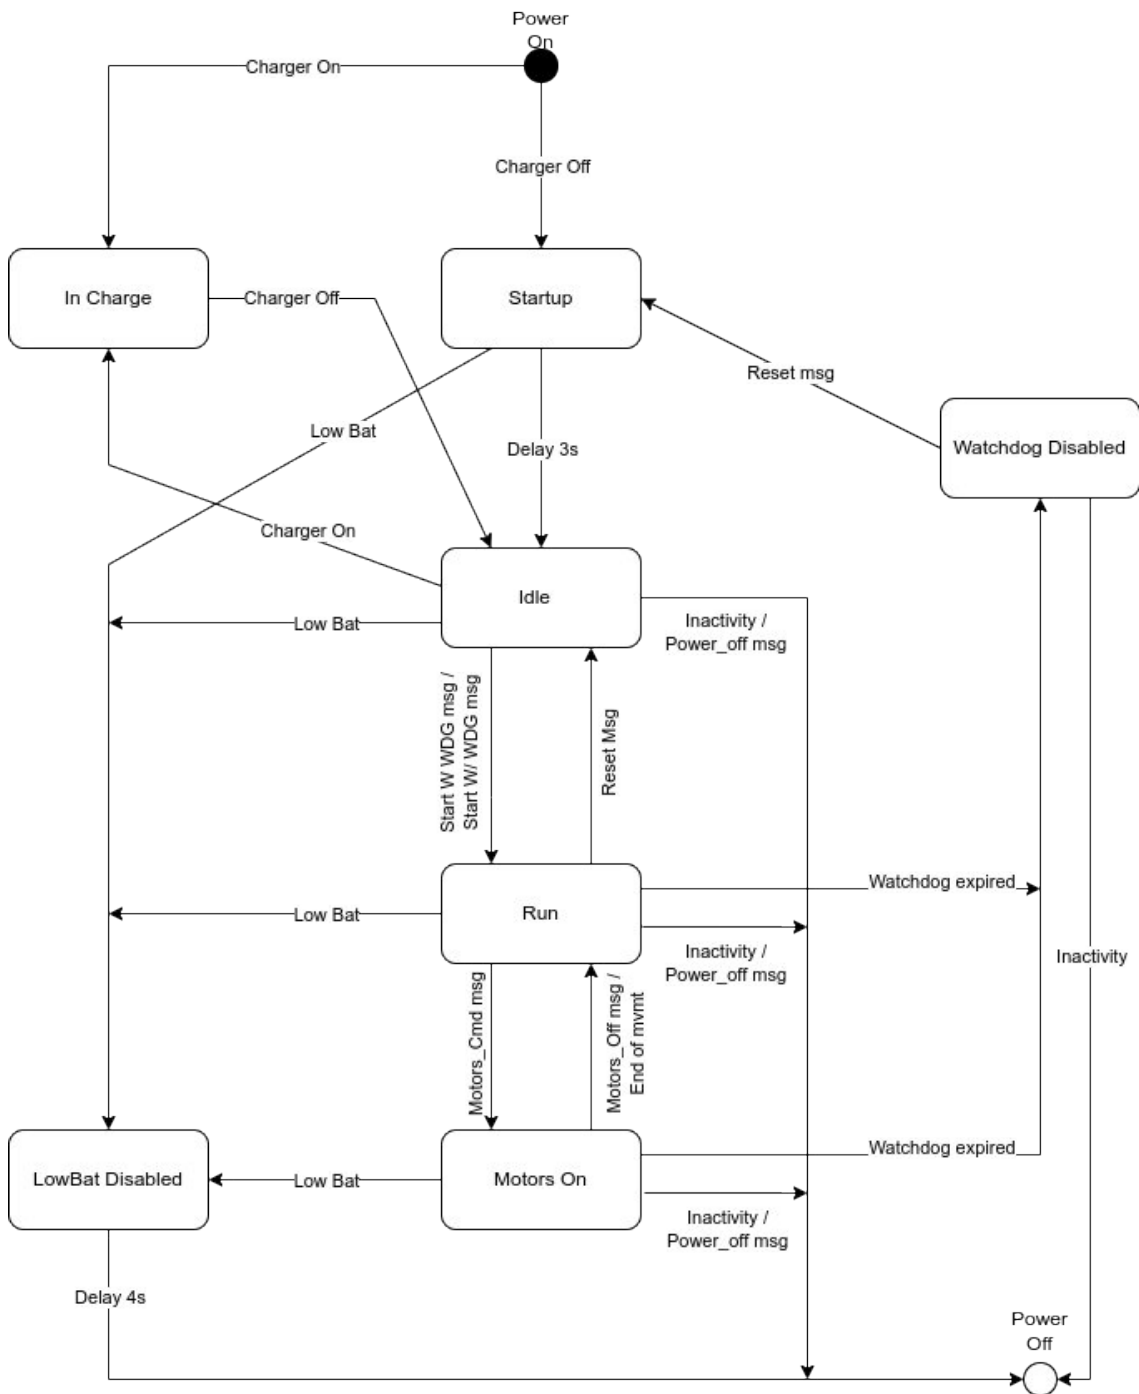 Power
On
Charger On
Charger Off
In Charge
Charger Off
Startup
Reset msg
Low Bat
Delay 3s
Watchdog Disabled
Charger On
Idle
Low Bat
Inactivity /
Power_off msg
Start W WDG msg /
Start W/ WDG msg
Reset Msg
Watchdog expired
Low Bat
Run
Inactivity /
Power_off msg
Inactivity
Motors_Cmd msg
Motors_Off msg /
End of mvmt
Watchdog expired
LowBat Disabled
Low Bat
Motors On
Inactivity /
Power_off msg
Delay 4s
Power
Off